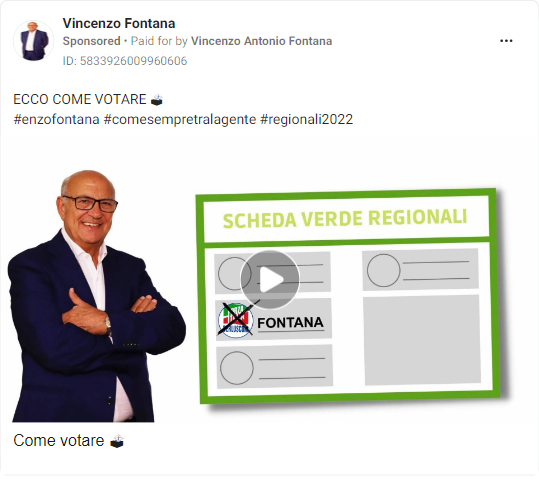 Vincenzo Fontana
Sponsored • Paid for by Vincenzo Antonio Fontana
ID: 5833926009960606
ECCO COME VOTARE 🗳
#enzofontana #comesempretralagente #regionali2022
SCHEDA VERDE REGIONALI
FONTANA
Come votare 🗳